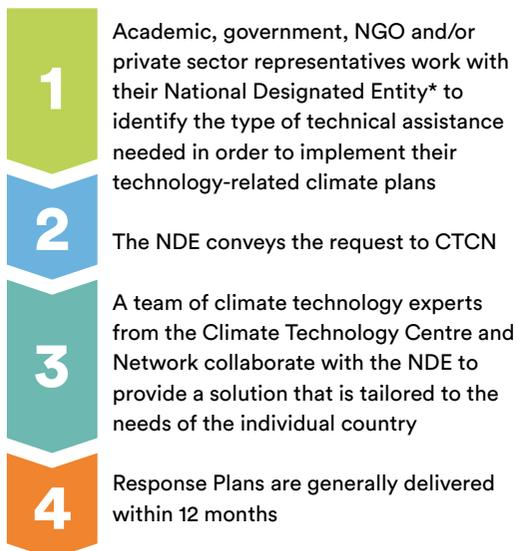 1
Academic, government, NGO and/or
private sector representatives work with
their National Designated Entity* to
identify the type of technical assistance
needed in order to implement their
technology-related climate plans
2
The NDE conveys the request to CTCN
3
A team of climate technology experts
from the Climate Technology Centre and
Network collaborate with the NDE to
provide a solution that is tailored to the
needs of the individual country
4
Response Plans are generally delivered
within 12 months